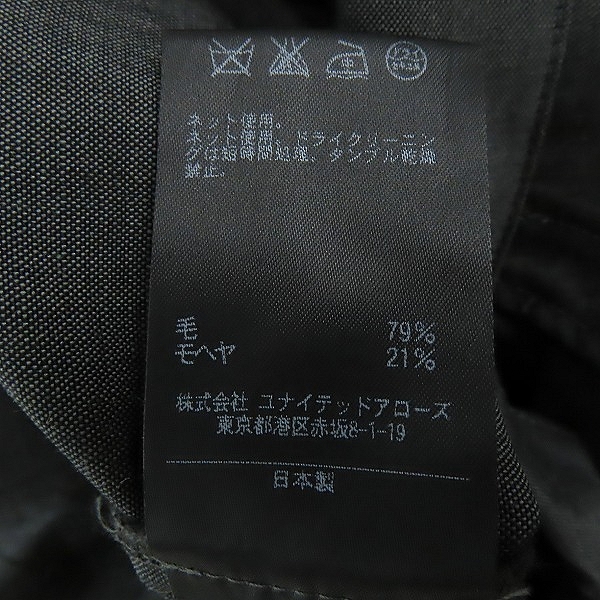 ネット使用。
ネット使用。ドライクリーニン
グは短時間処理、タンブル乾燥
禁止。
毛 79%
モヘヤ 21%
株式会社 ユナイテッドアローズ
東京都港区赤坂8-1-19
日本製